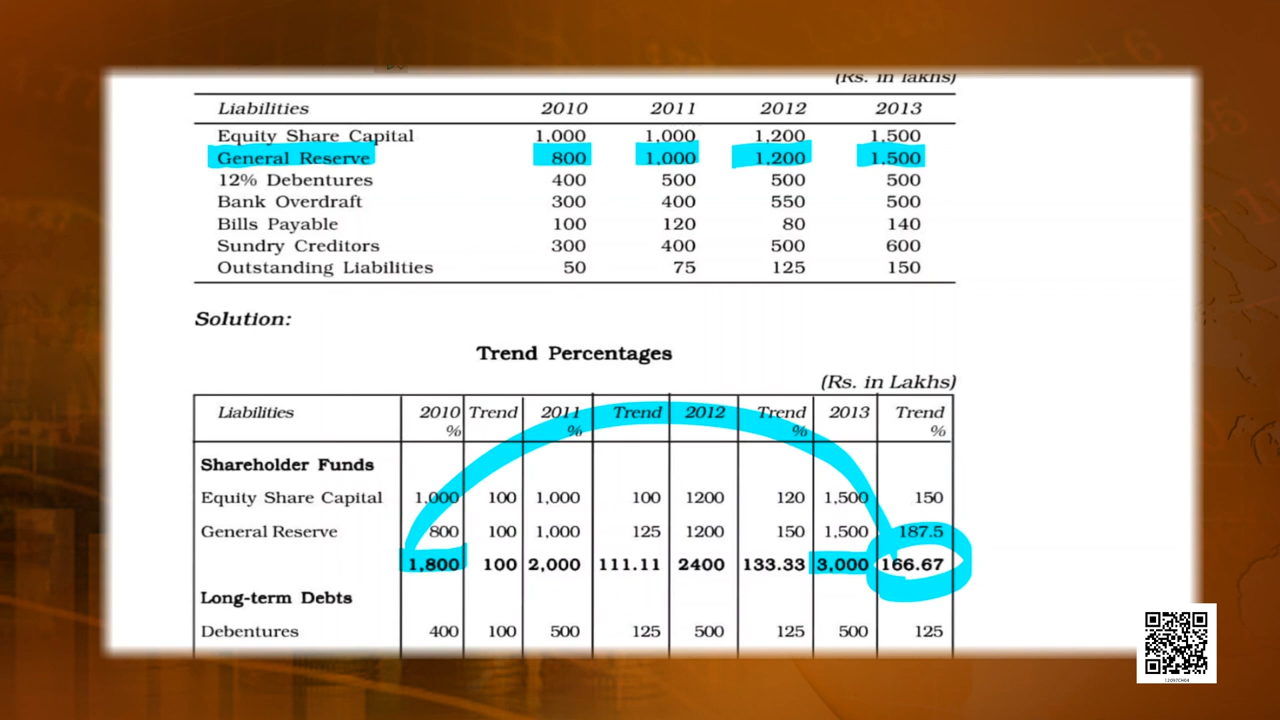 (Rs. in lakhs)
Liabilities 2010 2011 2012 2013
Equity Share Capital 1,000 1,000 1,200 1,500
General Reserve 800 1,000 1,200 1,500
12% Debentures 400 500 500 500
Bank Overdraft 300 400 550 500
Bills Payable 100 120 80 140
Sundry Creditors 300 400 500 600
Outstanding Liabilities 50 75 125 150
Solution:
Trend Percentages
(Rs. in Lakhs)
Liabilities 2010 Trend 2011 Trend 2012 Trend 2013 Trend
% % % %
Shareholder Funds
Equity Share Capital 1,000 100 1,000 100 1200 120 1,500 150
General Reserve 800 100 1,000 125 1200 150 1,500 187.5
1,800 100 2,000 111.11 2400 133.33 3,000 166.67
Long-term Debts
Debentures 400 100 500 125 500 125 500 125
12097CH04